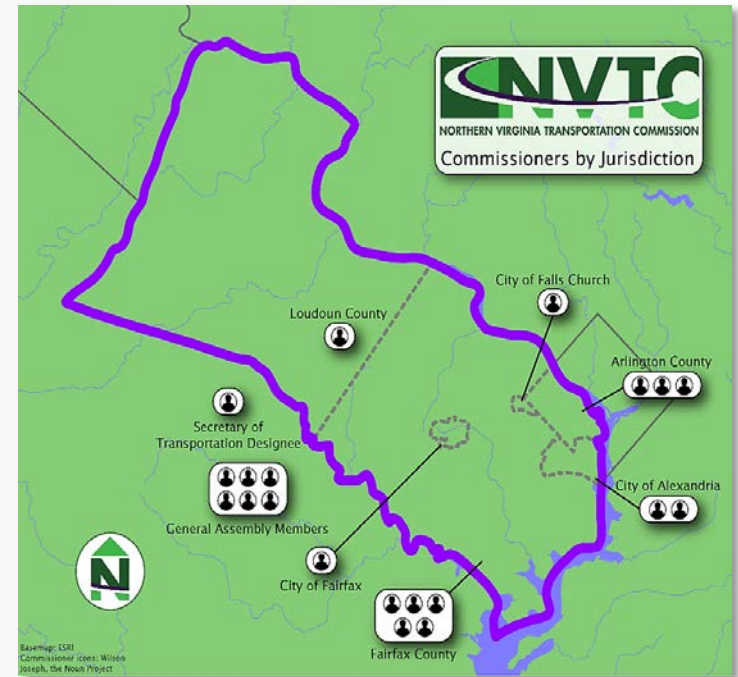 NVTC
NORTHERN VIRGINIA TRANSPORTATION COMMISSION
Commissioners by Jurisdiction
City of Falls Church
Loudoun County
Arlington County
Secretary of
Transportation Designee
City of Alexandria
General Assembly Members
City of Fairfax
N
Fairfax County
Basemap: ESRI
Commissioner icons: Wilson
Joseph, the Noun Project